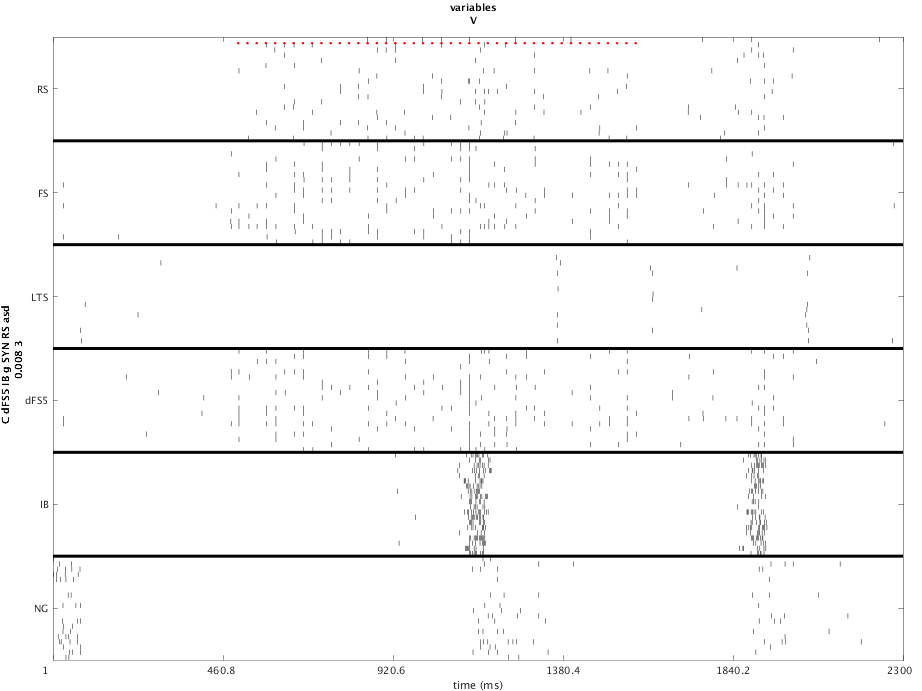 variables
V
C dFS5 IB g SYN RS asd
0.008 3
RS
FS
LTS
dFS5
IB
NG
1
460.8
920.6
1380.4
1840.2
2300
time (ms)